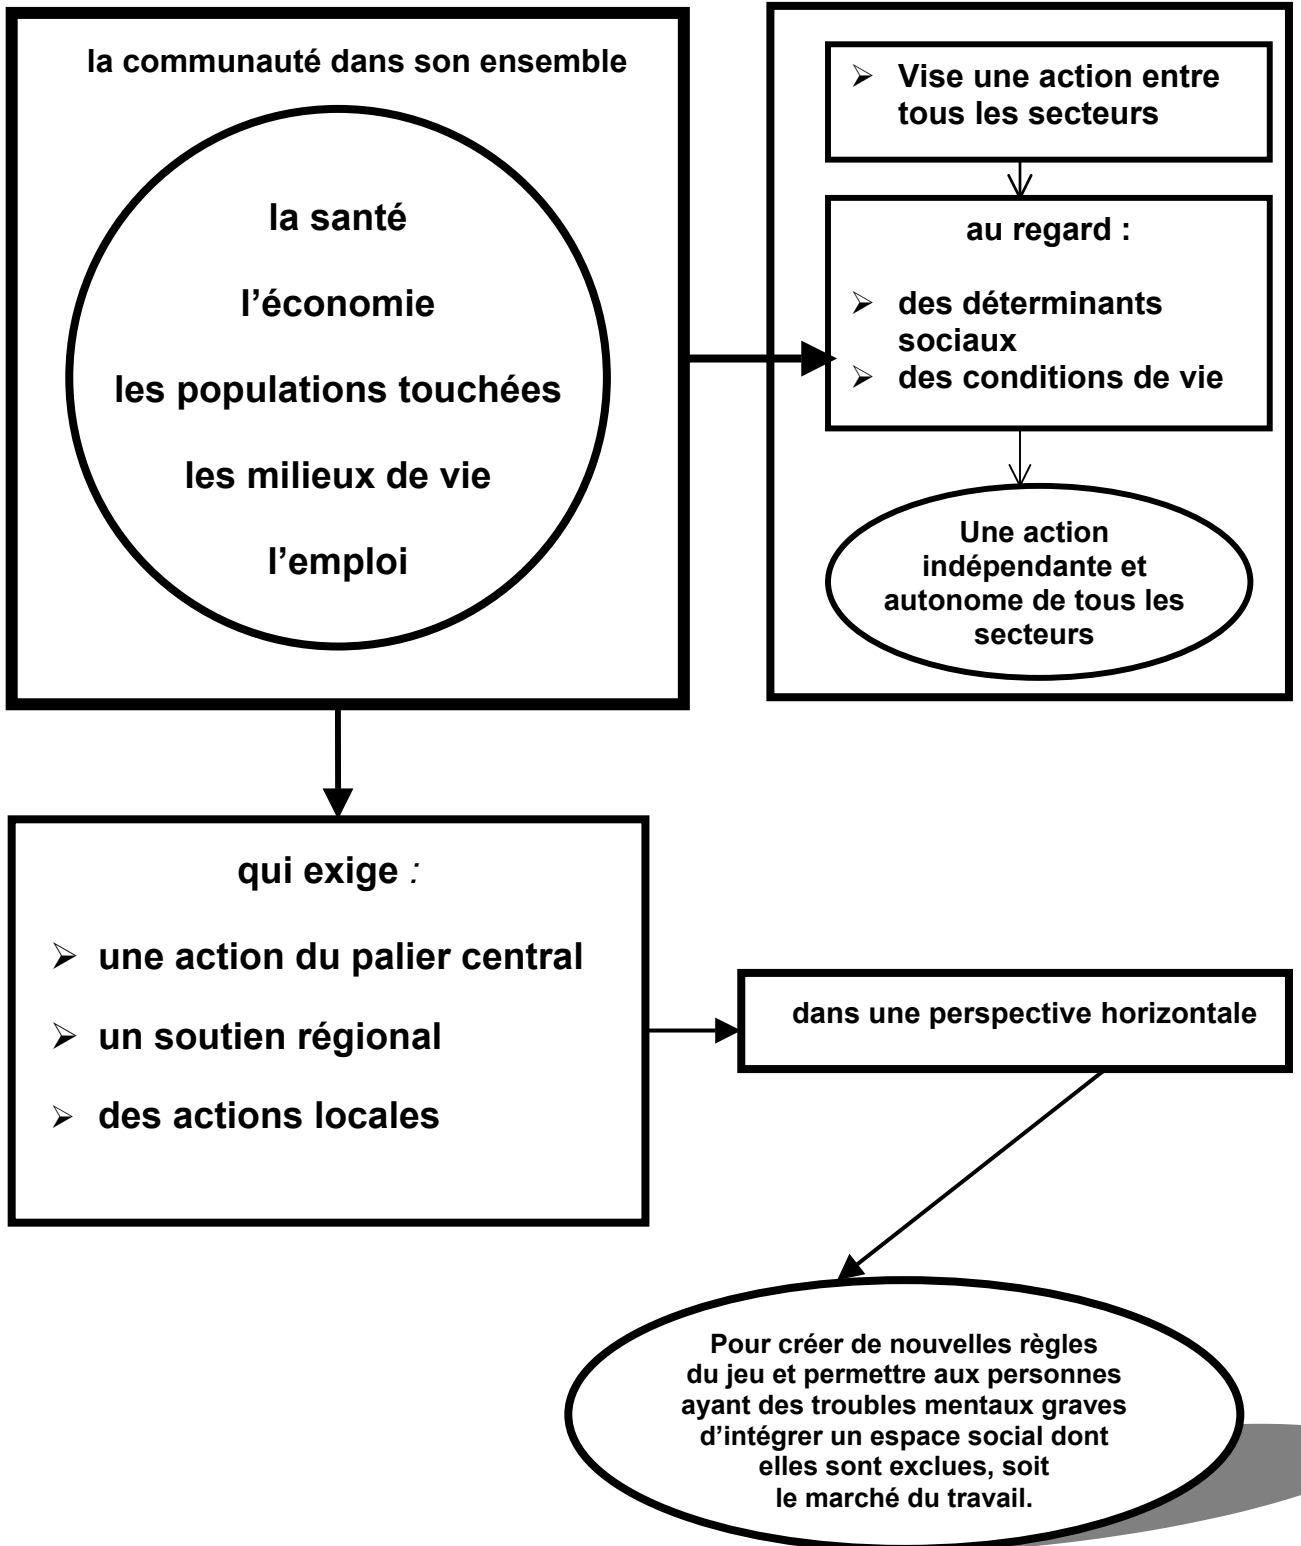 la communauté dans son ensemble
la santé
l’économie
les populations touchées
les milieux de vie
l’emploi
➢ Vise une action entre
tous les secteurs
au regard :
➢ des déterminants
sociaux
➢ des conditions de vie
Une action
indépendante et
autonome de tous les
secteurs
qui exige :
➢ une action du palier central
➢ un soutien régional
➢ des actions locales
dans une perspective horizontale
Pour créer de nouvelles règles
du jeu et permettre aux personnes
ayant des troubles mentaux graves
d’intégrer un espace social dont
elles sont exclues, soit
le marché du travail.